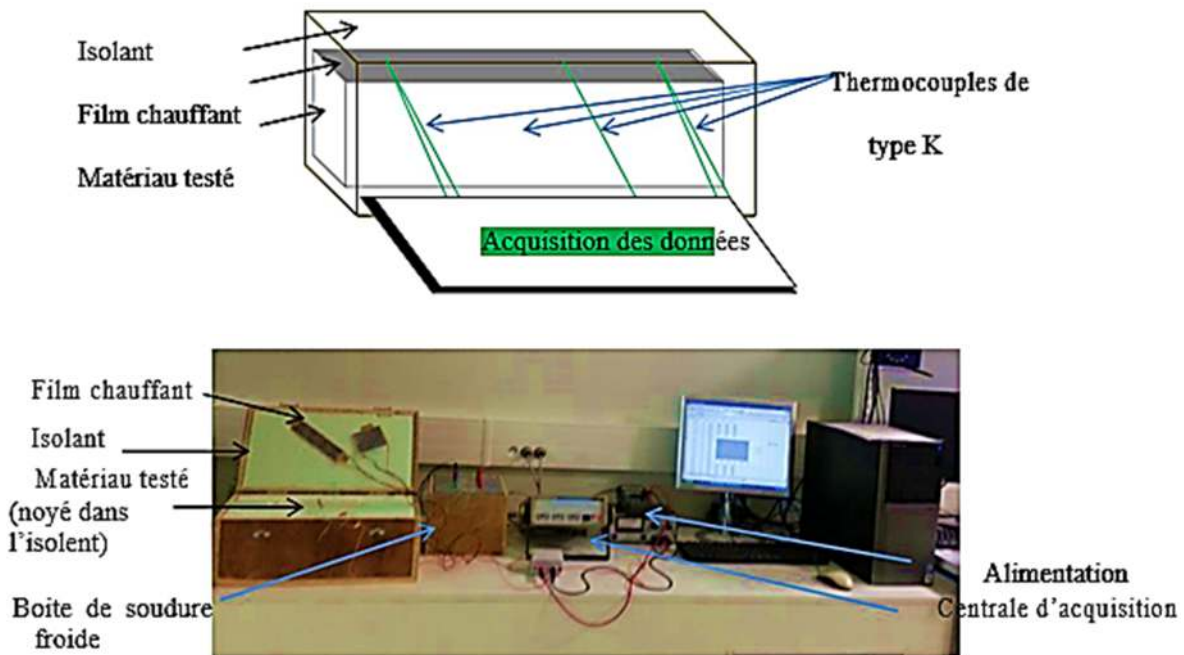 Isolant
Film chauffant
Matériau testé
Thermocouples de
type K
Acquisition des données
Film chauffant
Isolant
Matériau testé
(noyé dans
l'isolent)
Boite de soudure
froide
Alimentation
Centrale d'acquisition